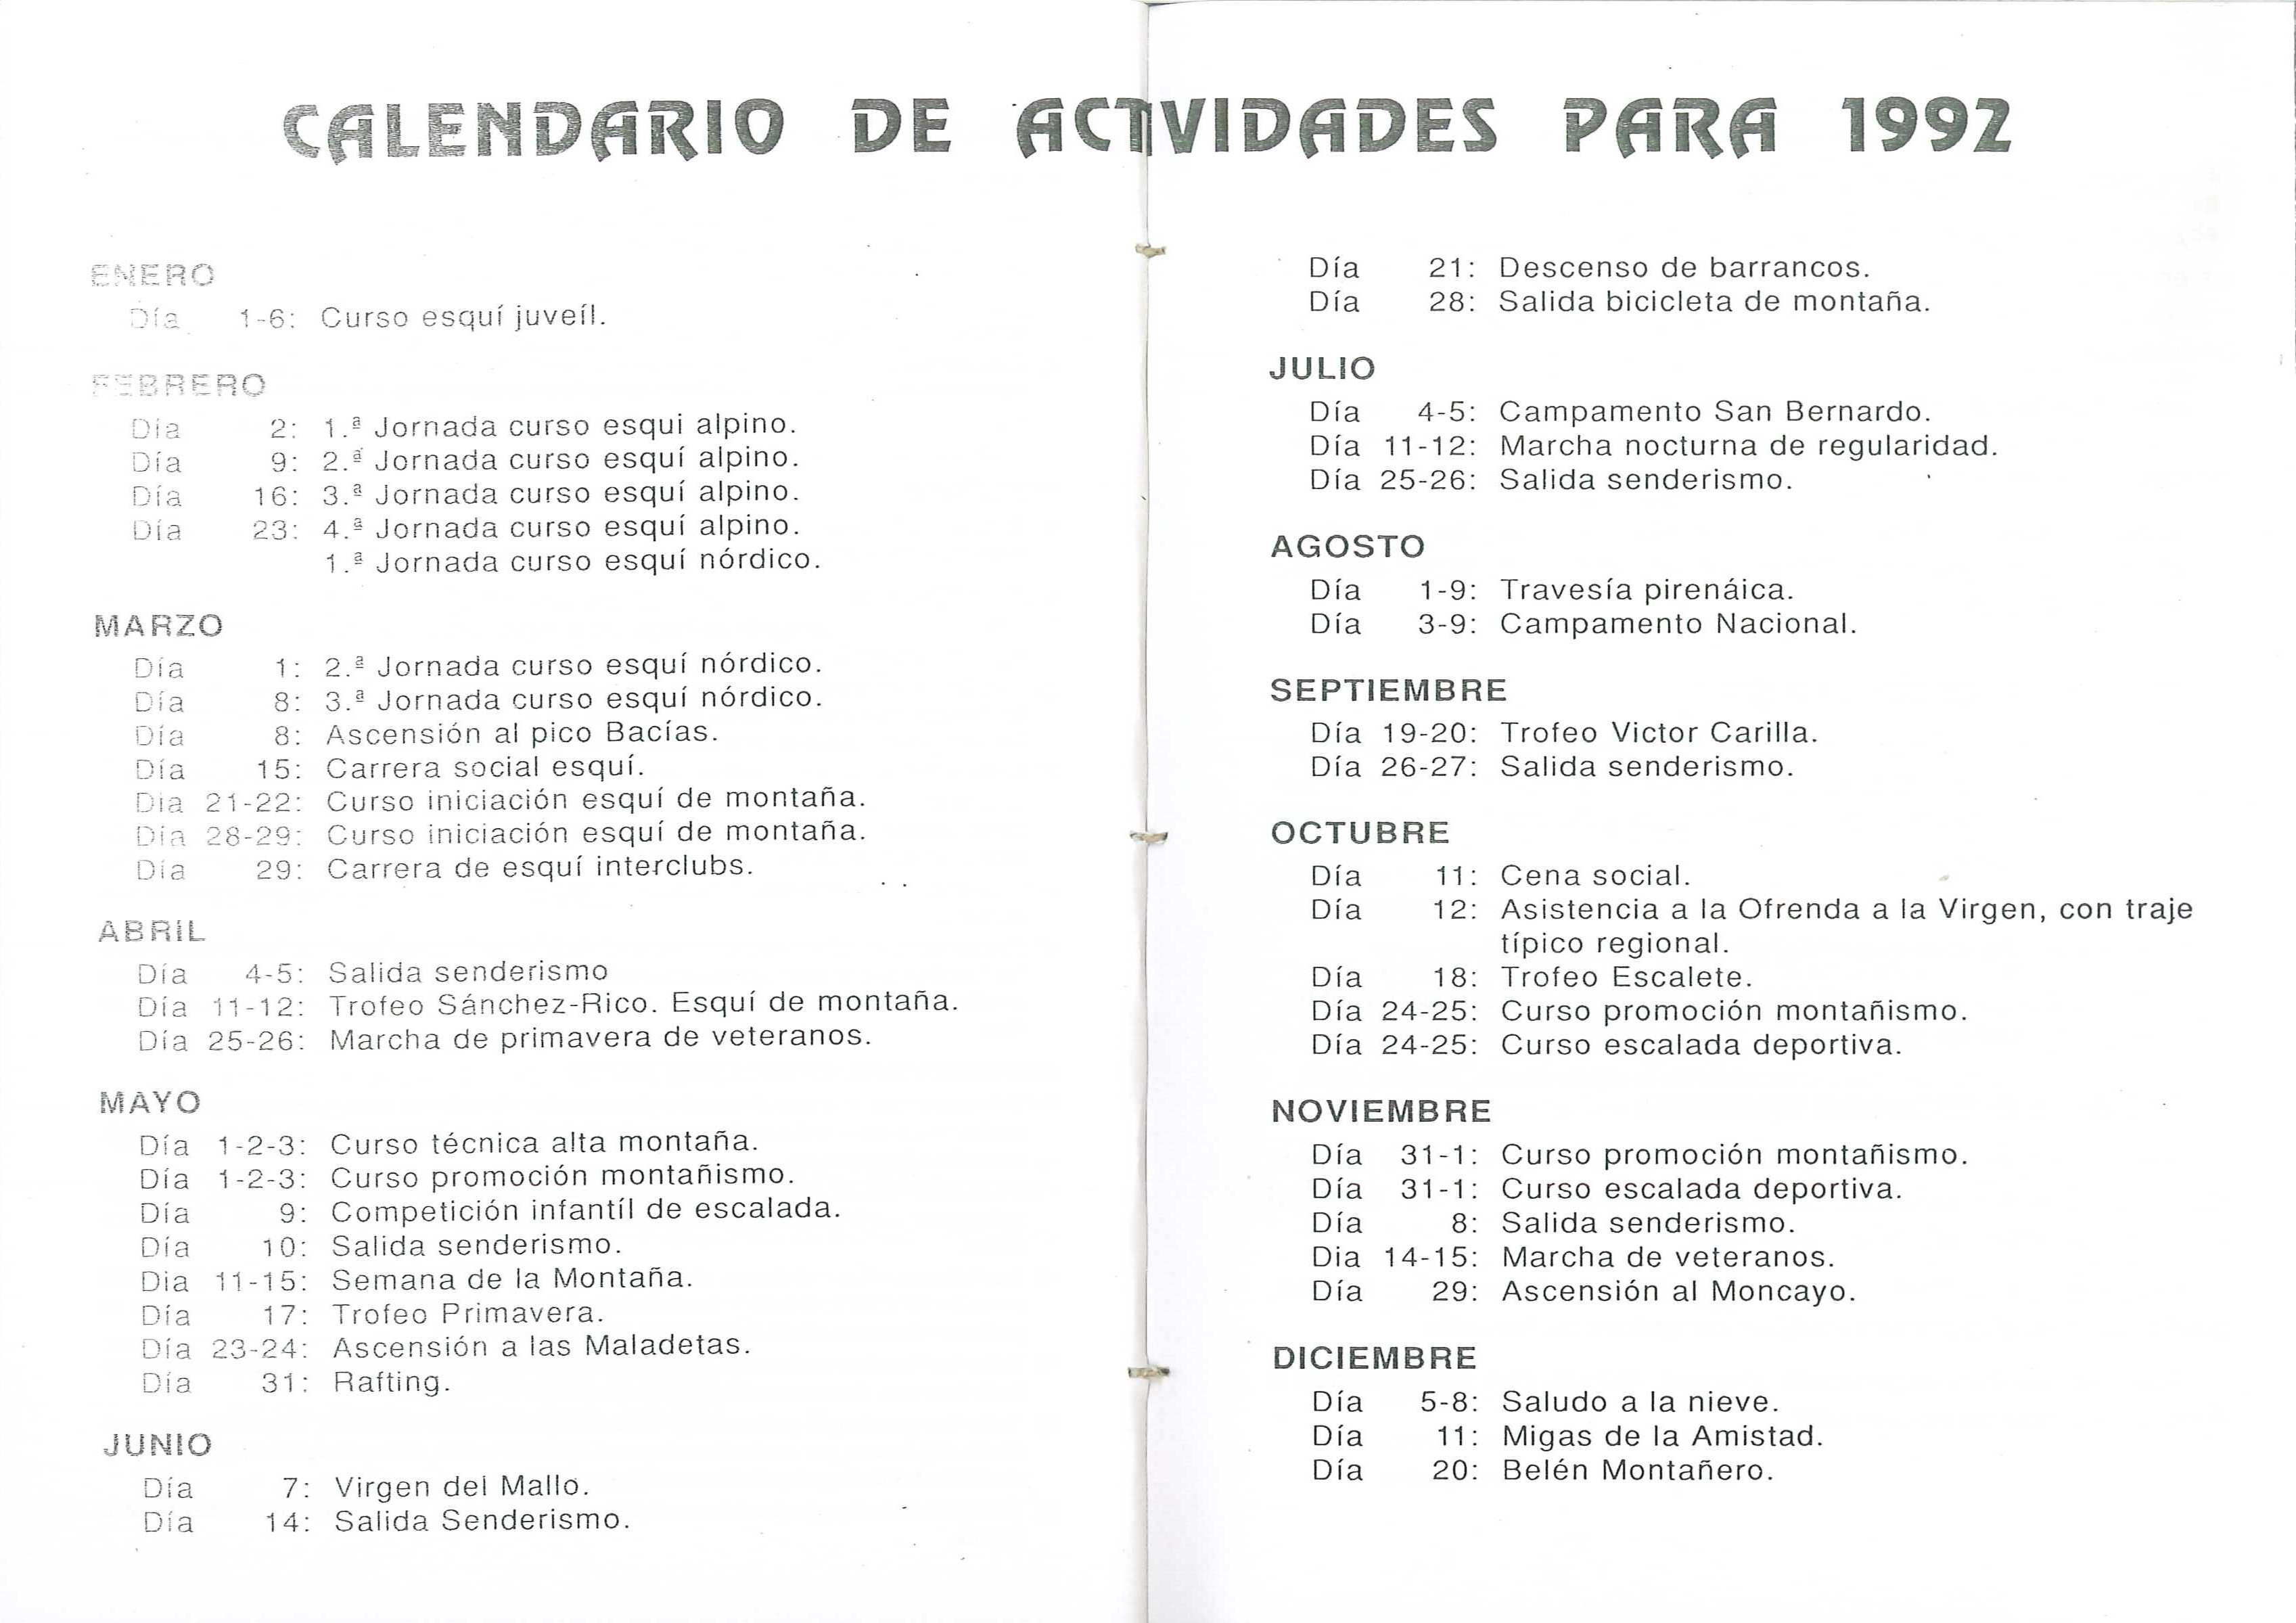 CALENDARIO DE ACTIVIDADES PARA 1992
ENERO
Día 1-6: Curso esquí juveíl.
FEBRERO
Día 2: 1.ª Jornada curso esqui alpino.
Día 9: 2.ª Jornada curso esquí alpino.
Día 16: 3.ª Jornada curso esquí alpino.
Día 23: 4.ª Jornada curso esquí alpino.
1.ª Jornada curso esquí nórdico.
MARZO
Día 1: 2.ª Jornada curso esquí nórdico.
Día 8: 3.ª Jornada curso esquí nórdico.
Día 8: Ascensión al pico Bacías.
Día 15: Carrera social esquí.
Dia 21-22: Curso iniciación esquí de montaña.
Día 28-29: Curso iniciación esquí de montaña.
Día 29: Carrera de esquí interclubs.
ABRIL
Día 4-5: Salida senderismo
Día 11-12: Trofeo Sánchez-Rico. Esquí de montaña.
Día 25-26: Marcha de primavera de veteranos.
MAYO
Día 1-2-3: Curso técnica alta montaña.
Día 1-2-3: Curso promoción montañismo.
Día 9: Competición infantíl de escalada.
Día 10: Salida senderismo.
Dia 11-15: Semana de la Montaña.
Día 17: Trofeo Primavera.
Día 23-24: Ascensión a las Maladetas.
Día 31: Rafting.
JUNIO
Día 7: Virgen del Mallo.
Día 14: Salida Senderismo.
Día 21: Descenso de barrancos.
Día 28: Salida bicicleta de montaña.
JULIO
Día 4-5: Campamento San Bernardo.
Día 11-12: Marcha nocturna de regularidad.
Día 25-26: Salida senderismo.
AGOSTO
Día 1-9: Travesía pirenáica.
Día 3-9: Campamento Nacional.
SEPTIEMBRE
Día 19-20: Trofeo Victor Carilla.
Día 26-27: Salida senderismo.
OCTUBRE
Día 11: Cena social.
Día 12: Asistencia a la Ofrenda a la Virgen, con traje
típico regional.
Día 18: Trofeo Escalete.
Día 24-25: Curso promoción montañismo.
Día 24-25: Curso escalada deportiva.
NOVIEMBRE
Día 31-1: Curso promoción montañismo.
Día 31-1: Curso escalada deportiva.
Día 8: Salida senderismo.
Dia 14-15: Marcha de veteranos.
Día 29: Ascensión al Moncayo.
DICIEMBRE
Día 5-8: Saludo a la nieve.
Día 11: Migas de la Amistad.
Día 20: Belén Montañero.